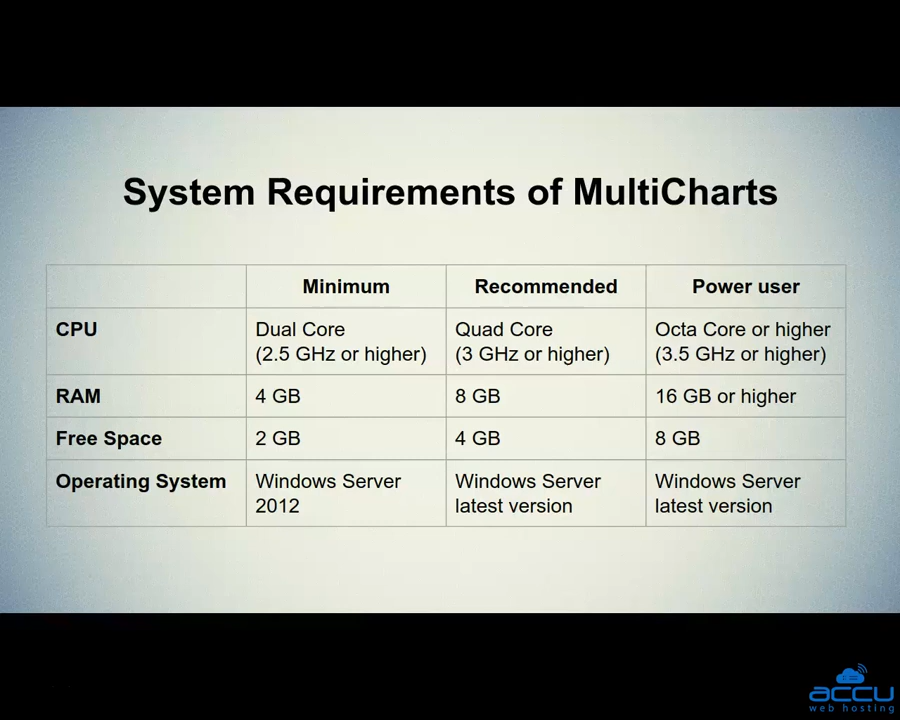 System Requirements of MultiCharts
Minimum Recommended Power user
CPU Dual Core Quad Core Octa Core or higher
(2.5 GHz or higher) (3 GHz or higher) (3.5 GHz or higher)
RAM 4 GB 8 GB 16 GB or higher
Free Space 2 GB 4 GB 8 GB
Operating System Windows Server Windows Server Windows Server
2012 latest version latest version
accu
web hosting